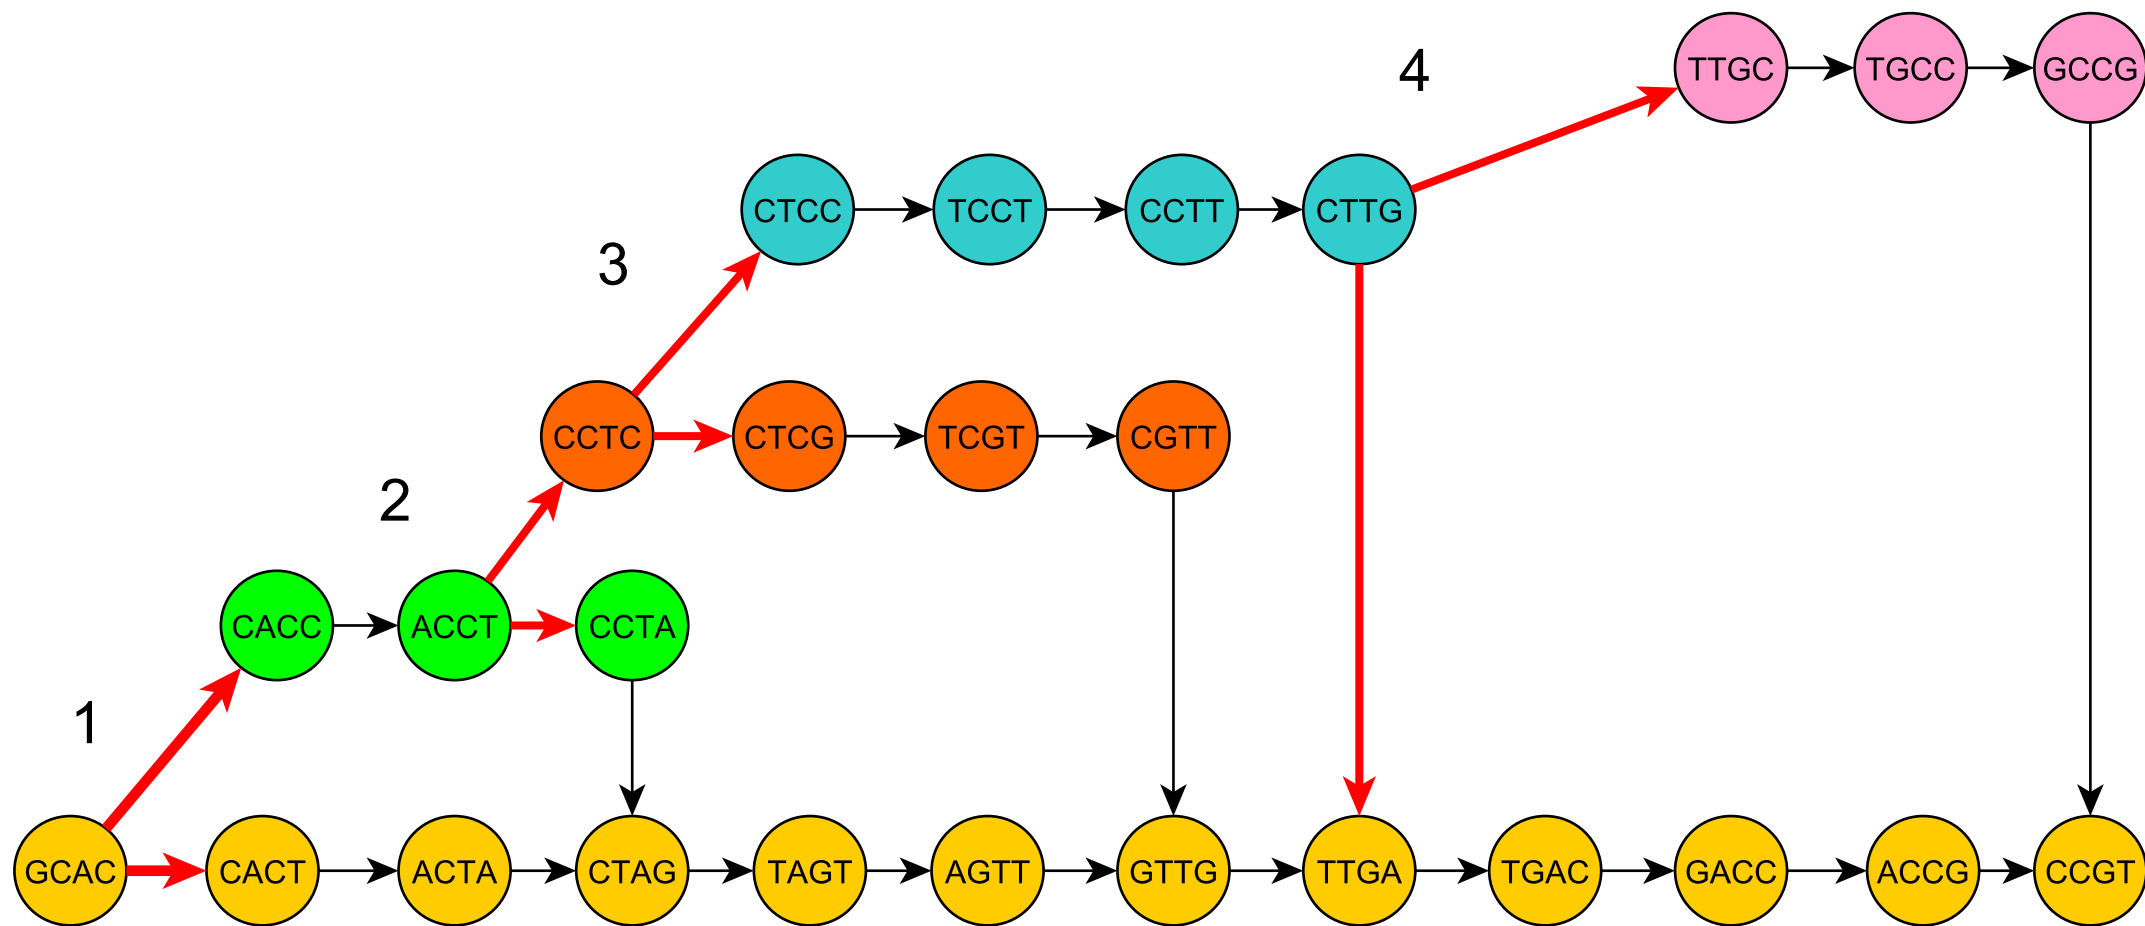 4
TTGC TGCC GCCG
CTCC TCCT CCTT CTTG
3
CCTC CTCG TCGT CGTT
2
CACC ACCT CCTA
1
GCAC CACT ACTA CTAG TAGT AGTT GTTG TTGA TGAC GACC ACCG CCGT